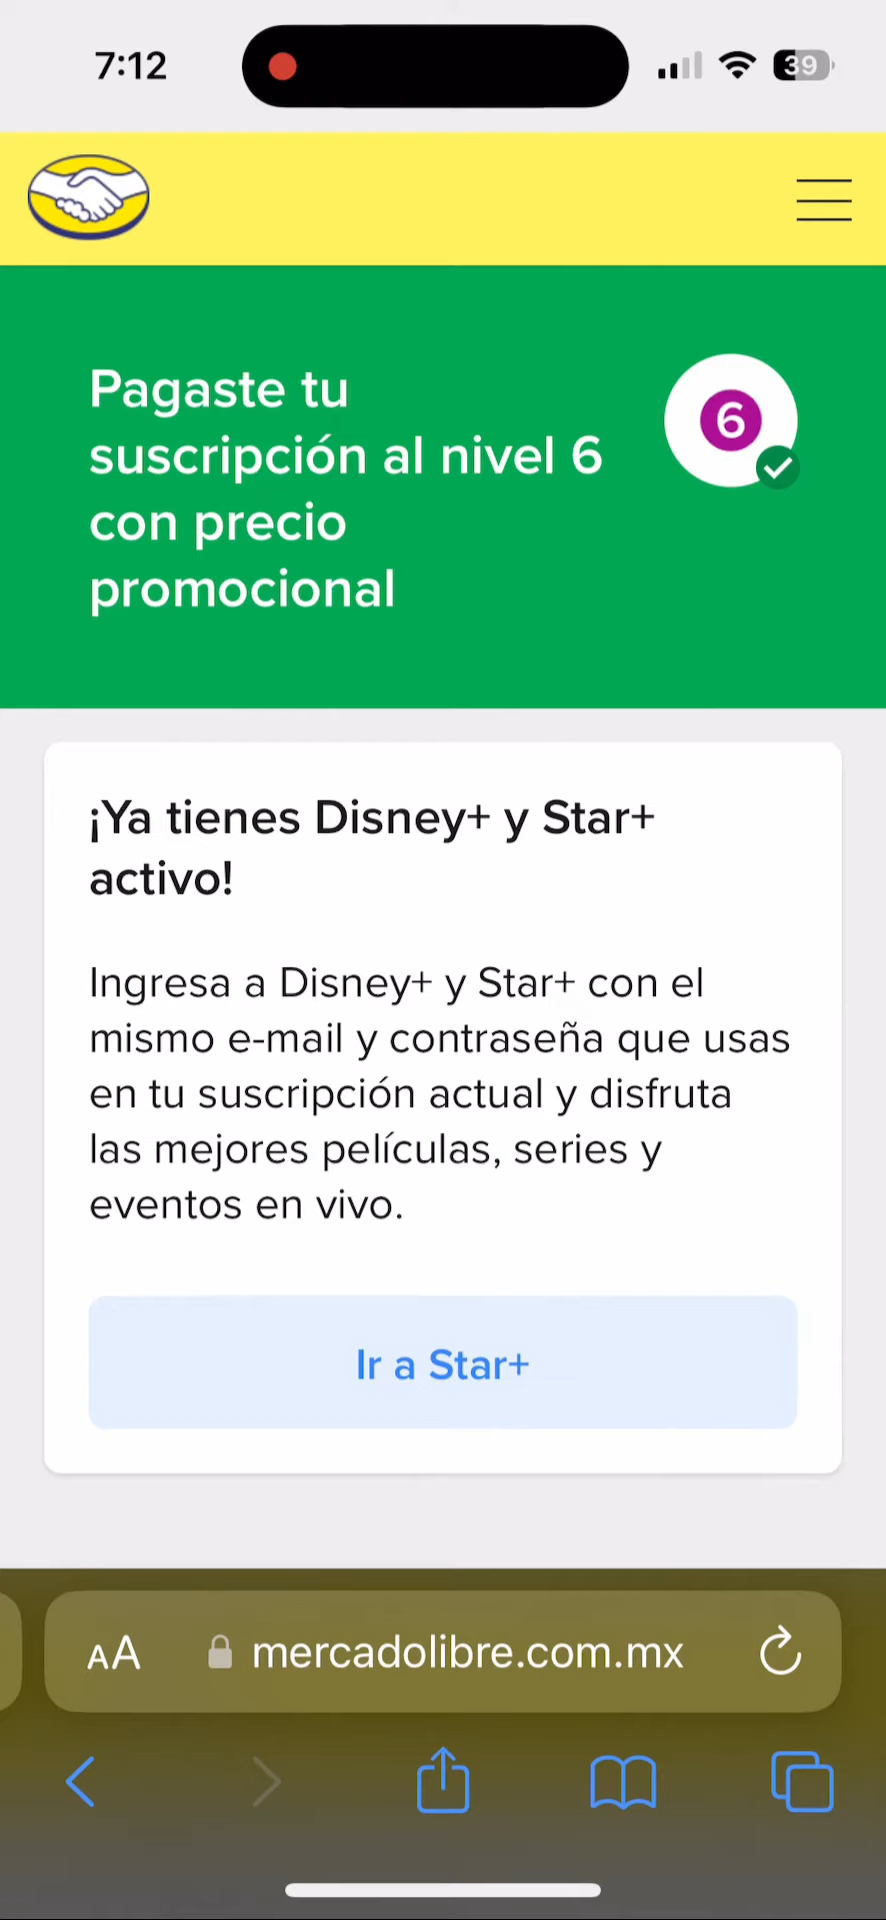 7:12
39
Pagaste tu
suscripción al nivel 6
con precio
promocional
6
¡Ya tienes Disney+ y Star+
activo!
Ingresa a Disney+ y Star+ con el
mismo e-mail y contraseña que usas
en tu suscripción actual y disfruta
las mejores películas, series y
eventos en vivo.
Ir a Star+
AA
mercadolibre.com.mx